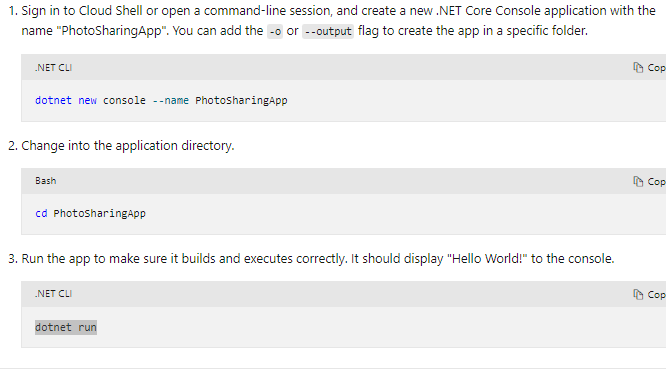 1. Sign in to Cloud Shell or open a command-line session, and create a new .NET Core Console application with the
name "PhotoSharingApp". You can add the -o or --output flag to create the app in a specific folder.
.NET CLI Cop
dotnet new console --name PhotoSharingApp
2. Change into the application directory.
Bash Cop
cd PhotoSharingApp
3. Run the app to make sure it builds and executes correctly. It should display "Hello World!" to the console.
.NET CLI Cop
dotnet run